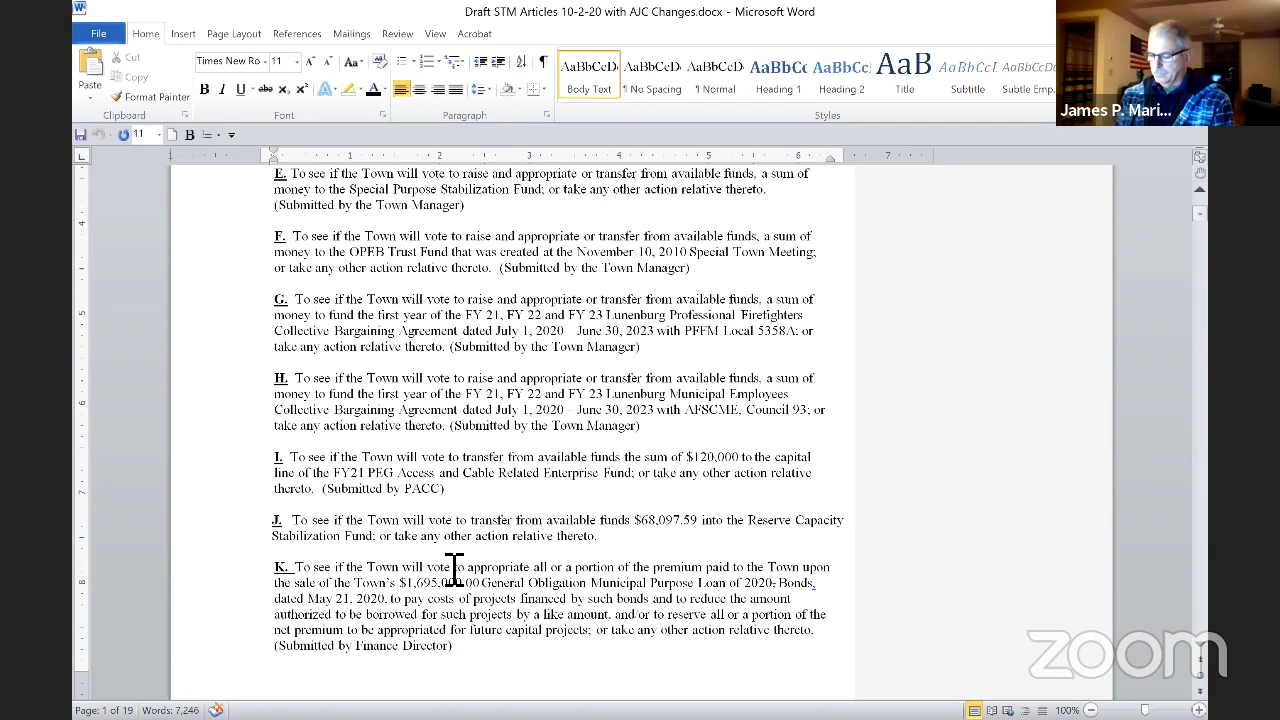 Draft STM Articles 10-2-20 with AJC Changes.docx - Microsoft Word
File Home Insert Page Layout References Mailings Review View Acrobat
Paste
Cut
Copy
Format Painter
Clipboard
Times New Ro 11
Font
Paragraph
AaBbCcD AaBbCcDc AaBbCcDc AaBbCc AaBbCcD AaB AaBbCcD AaBbCcDc
Body Text ¶ No Spacing ¶ Normal Heading 1 Heading 2 Title Subtitle Subtle Emp...
Styles
James P. Mari...
11
1 2 3 4 5 6 7
E. To see if the Town will vote to raise and appropriate or transfer from available funds, a sum of
money to the Special Purpose Stabilization Fund; or take any other action relative thereto.
(Submitted by the Town Manager)
F. To see if the Town will vote to raise and appropriate or transfer from available funds, a sum of
money to the OPEB Trust Fund that was created at the November 10, 2010 Special Town Meeting;
or take any other action relative thereto. (Submitted by the Town Manager)
G. To see if the Town will vote to raise and appropriate or transfer from available funds, a sum of
money to fund the first year of the FY 21, FY 22 and FY 23 Lunenburg Professional Firefighters
Collective Bargaining Agreement dated July 1, 2020 – June 30, 2023 with PFFM Local 5358A; or
take any action relative thereto. (Submitted by the Town Manager)
H. To see if the Town will vote to raise and appropriate or transfer from available funds, a sum of
money to fund the first year of the FY 21, FY 22 and FY 23 Lunenburg Municipal Employees
Collective Bargaining Agreement dated July 1, 2020 – June 30, 2023 with AFSCME, Council 93; or
take any action relative thereto. (Submitted by the Town Manager)
I. To see if the Town will vote to transfer from available funds the sum of $120,000 to the capital
line of the FY21 PEG Access and Cable Related Enterprise Fund; or take any other action relative
thereto. (Submitted by PACC)
J. To see if the Town will vote to transfer from available funds $68,097.59 into the Reserve Capacity
Stabilization Fund; or take any other action relative thereto.
K. To see if the Town will vote to appropriate all or a portion of the premium paid to the Town upon
the sale of the Town's General Obligation Municipal Purpose Loan of 2020, Bonds,
dated May 21, 2020, to pay costs of projects financed by such bonds and to reduce the amount
authorized to be borrowed for such projects by a like amount, and/or to reserve all or a portion of the
net premium to be appropriated for future capital projects; or take any other action relative thereto.
(Submitted by Finance Director)
zoom
Page: 1 of 19 Words: 7,246 100%